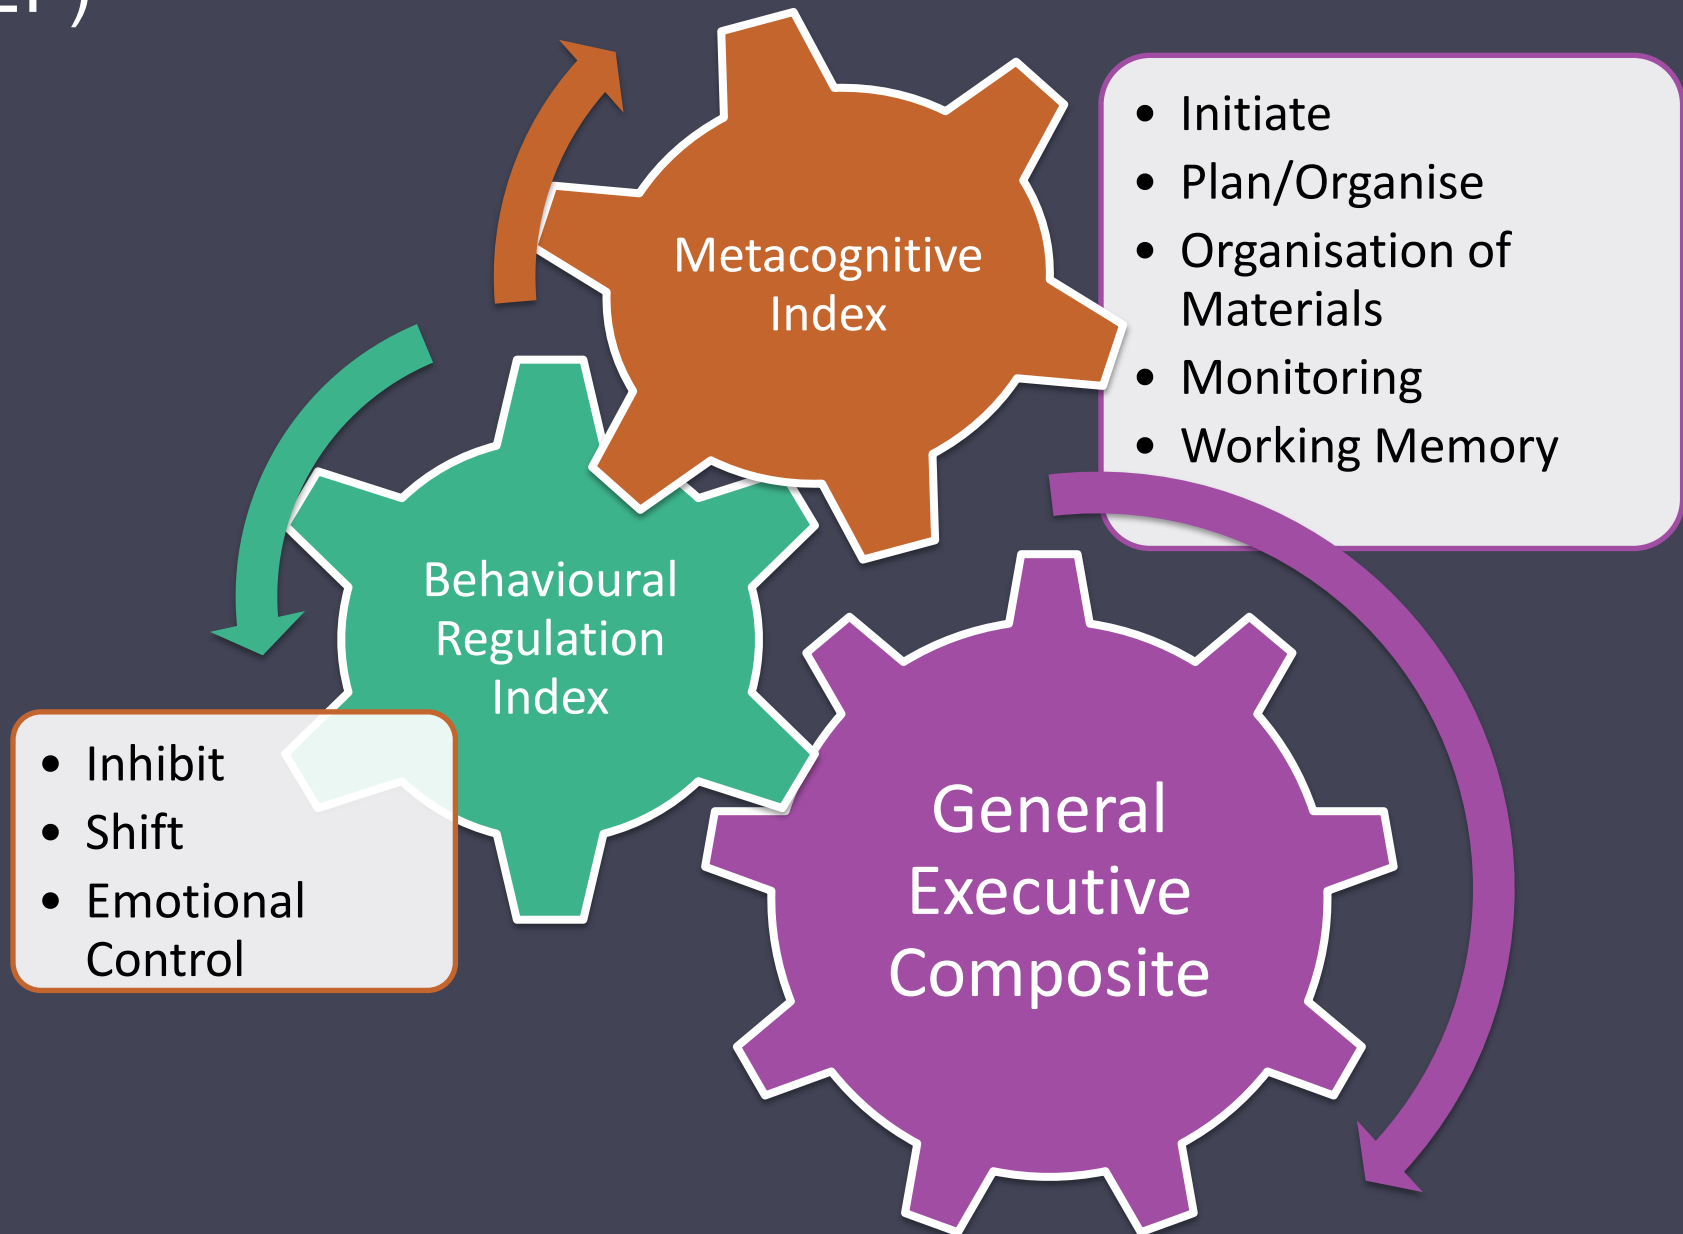 Metacognitive
Index
• Initiate
• Plan/Organise
• Organisation of
Materials
• Monitoring
• Working Memory
Behavioural
Regulation
Index
• Inhibit
• Shift
• Emotional
Control
General
Executive
Composite